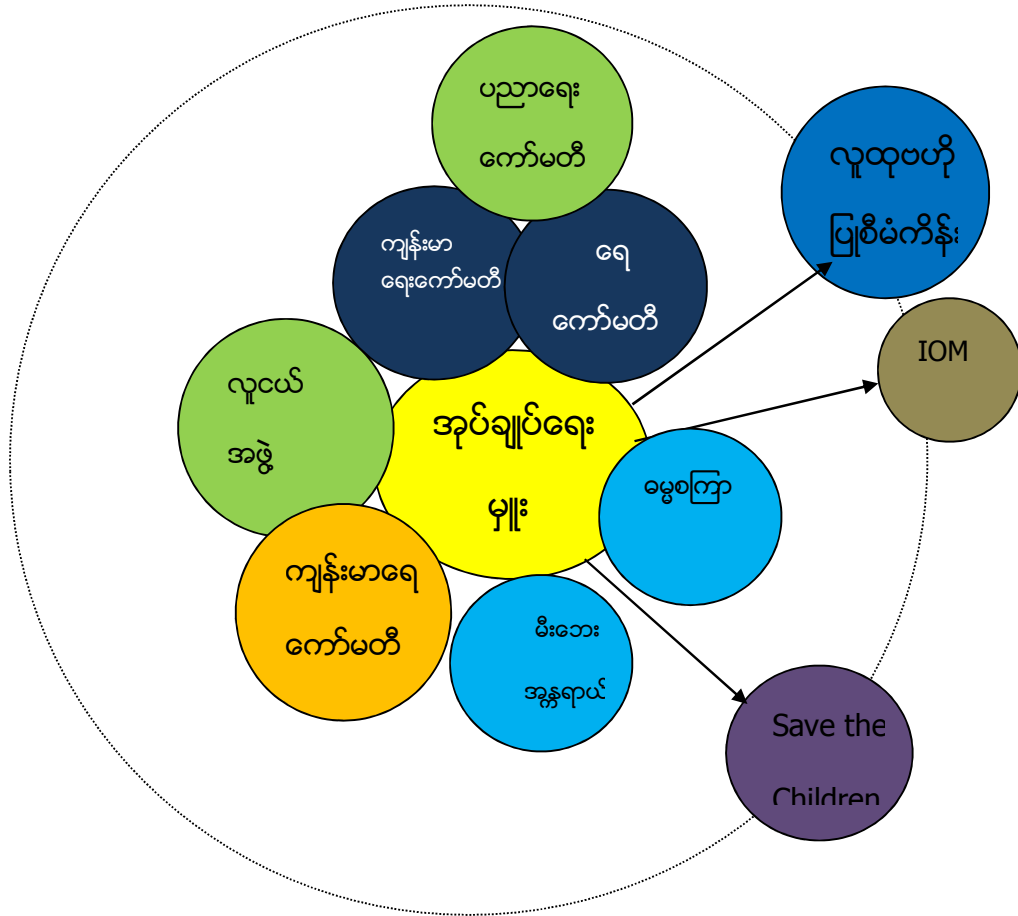 ပညာရေး
ကော်မတီ
လူထုဗဟို
ပြုစီမံကိန်း
ကျန်းမာ
ရေးကော်မတီ
ရေ
ကော်မတီ
IOM
လူငယ်
အဖွဲ့
အုပ်ချုပ်ရေး
မှူး
ဓမ္မစကြာ
ကျန်းမာရေ
ကော်မတီ
မီးဘေး
အန္တရာယ်
Save the
Children